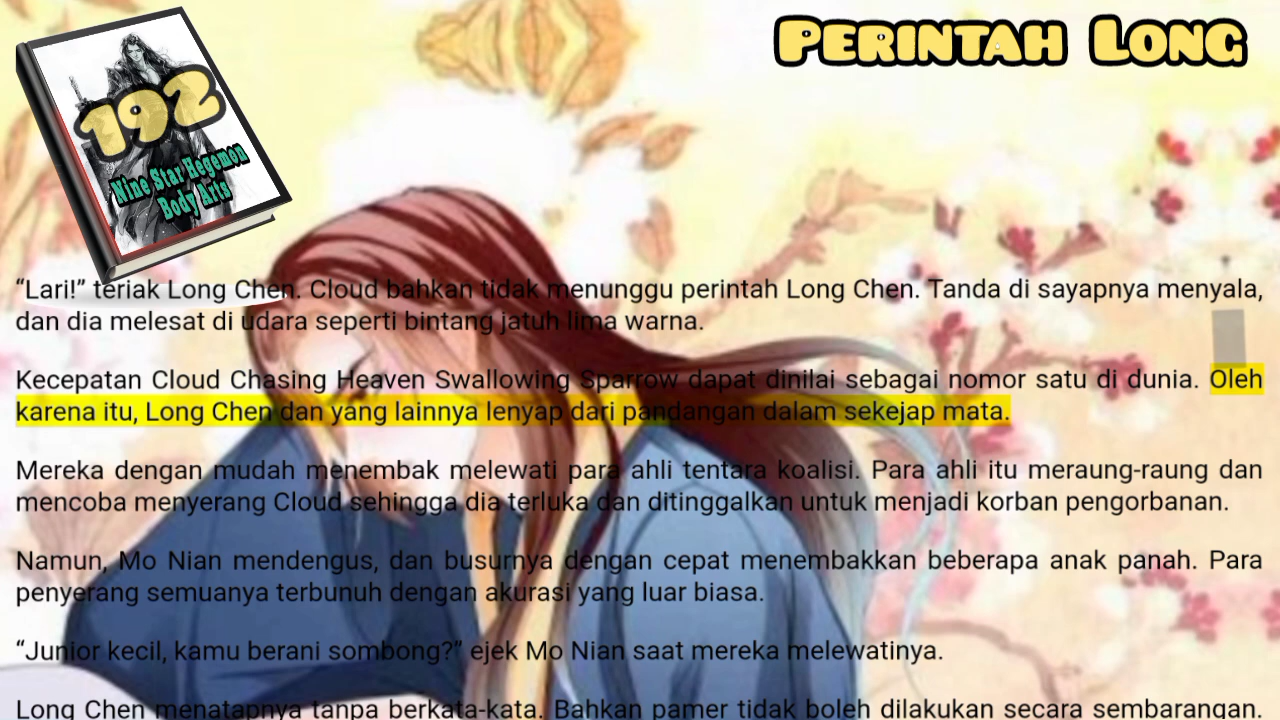 PERINTAH LONG
192
Nine Star Hegemon
Body Arts
“Lari!” teriak Long Chen. Cloud bahkan tidak menunggu perintah Long Chen. Tanda di sayapnya menyala,
dan dia melesat di udara seperti bintang jatuh lima warna.
Kecepatan Cloud Chasing Heaven Swallowing Sparrow dapat dinilai sebagai nomor satu di dunia. Oleh
karena itu, Long Chen dan yang lainnya lenyap dari pandangan dalam sekejap mata.
Mereka dengan mudah menembak melewati para ahli tentara koalisi. Para ahli itu meraung-raung dan
mencoba menyerang Cloud sehingga dia terluka dan ditinggalkan untuk menjadi korban pengorbanan.
Namun, Mo Nian mendengus, dan busurnya dengan cepat menembakkan beberapa anak panah. Para
penyerang semuanya terbunuh dengan akurasi yang luar biasa.
“Junior kecil, kamu berani sombong?” ejek Mo Nian saat mereka melewatinya.
Long Chen menatapnya tanpa berkata-kata. Bahkan pamer tidak boleh dilakukan secara sembarangan.